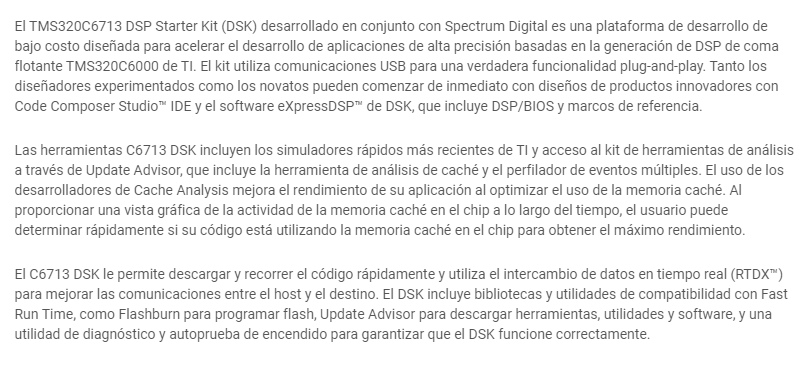 El TMS320C6713 DSP Starter Kit (DSK) desarrollado en conjunto con Spectrum Digital es una plataforma de desarrollo de
bajo costo diseñada para acelerar el desarrollo de aplicaciones de alta precisión basadas en la generación de DSP de coma
flotante TMS320C6000 de TI. El kit utiliza comunicaciones USB para una verdadera funcionalidad plug-and-play. Tanto los
diseñadores experimentados como los novatos pueden comenzar de inmediato con diseños de productos innovadores con
Code Composer Studio™ IDE y el software eXpressDSP™ de DSK, que incluye DSP/BIOS y marcos de referencia.
Las herramientas C6713 DSK incluyen los simuladores rápidos más recientes de TI y acceso al kit de herramientas de análisis
a través de Update Advisor, que incluye la herramienta de análisis de caché y el perfilador de eventos múltiples. El uso de los
desarrolladores de Cache Analysis mejora el rendimiento de su aplicación al optimizar el uso de la memoria caché. Al
proporcionar una vista gráfica de la actividad de la memoria caché en el chip a lo largo del tiempo, el usuario puede
determinar rápidamente si su código está utilizando la memoria caché en el chip para obtener el máximo rendimiento.
El C6713 DSK le permite descargar y recorrer el código rápidamente y utiliza el intercambio de datos en tiempo real (RTDX™)
para mejorar las comunicaciones entre el host y el destino. El DSK incluye bibliotecas y utilidades de compatibilidad con Fast
Run Time, como Flashburn para programar flash, Update Advisor para descargar herramientas, utilidades y software, y una
utilidad de diagnóstico y autoprueba de encendido para garantizar que el DSK funcione correctamente.